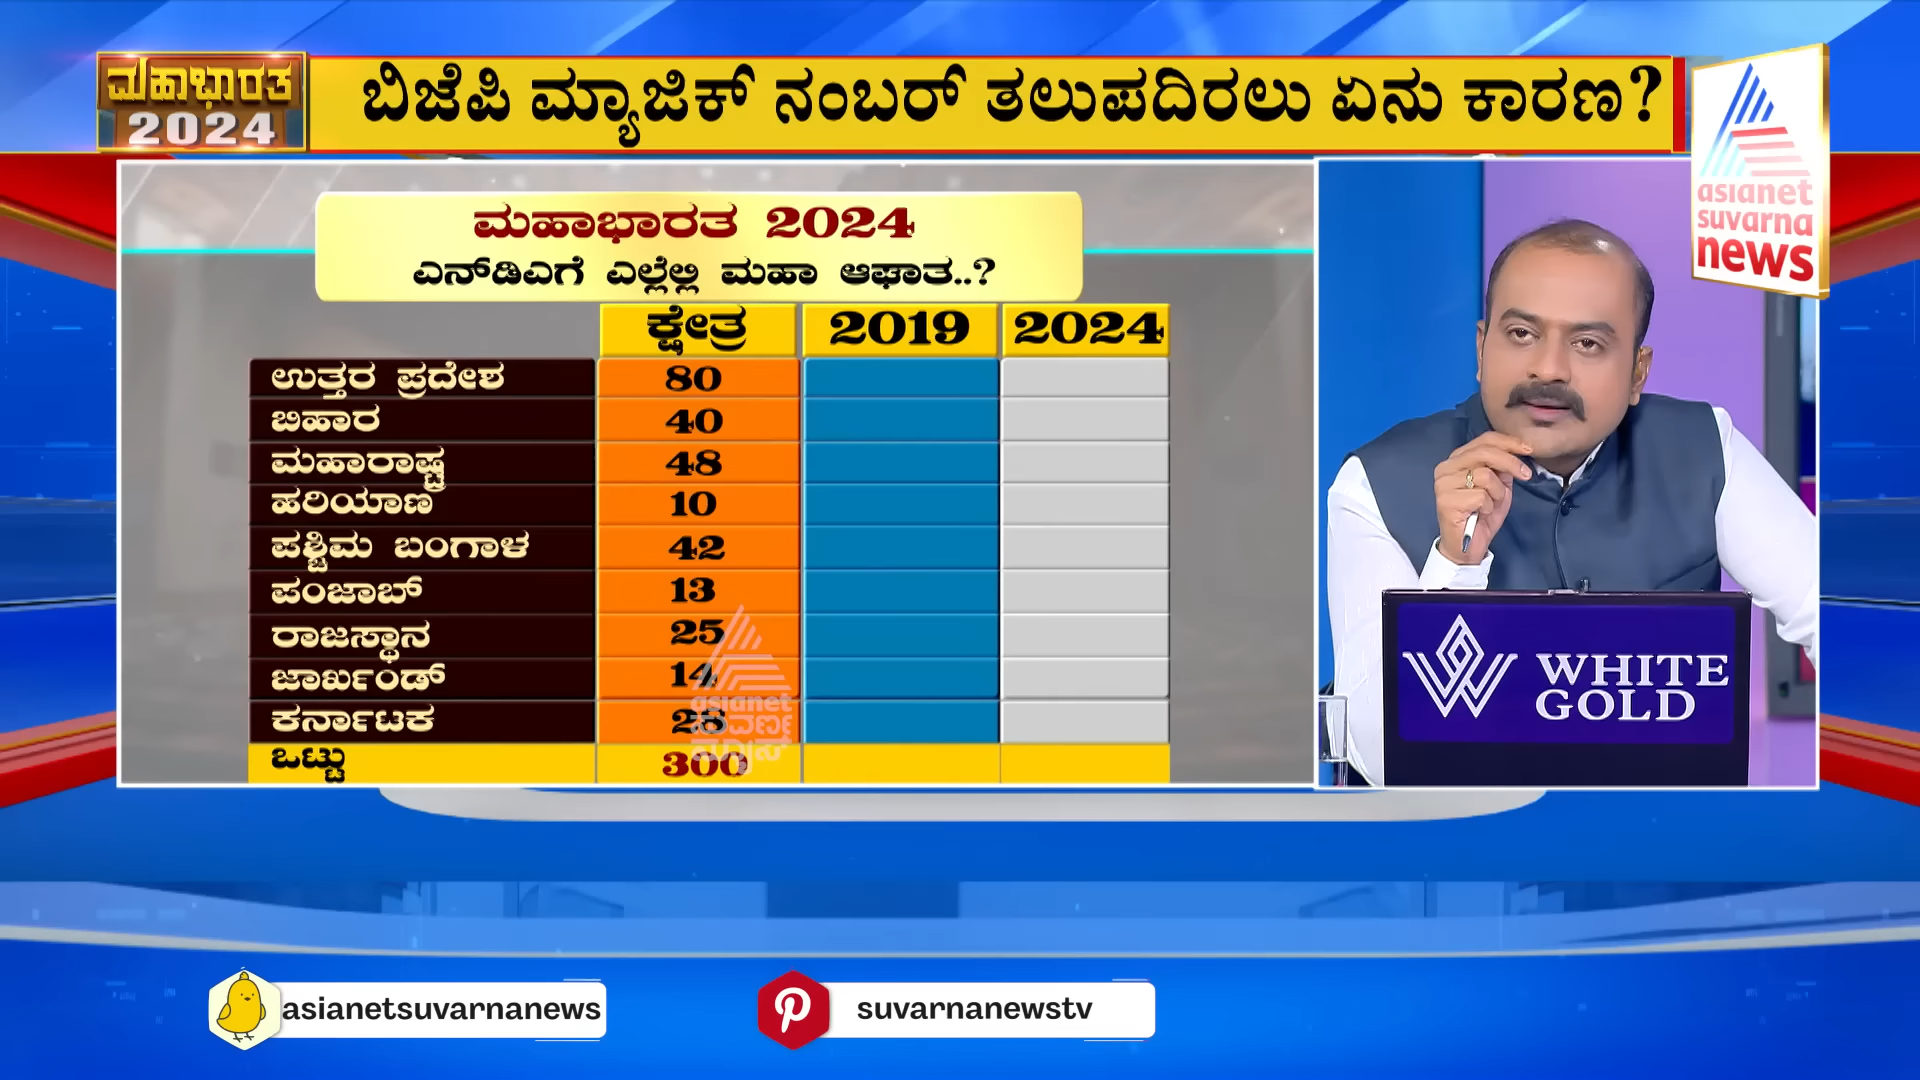 ಮಹಾಭಾರತ
2024
ಬಿಜೆಪಿ ಮ್ಯಾಜಿಕ್ ನಂಬರ್ ತಲುಪದಿರಲು ಏನು ಕಾರಣ?
asianet
suvarna
news
ಮಹಾಭಾರತ 2024
ಎನ್‌ಡಿಎಗೆ ಎಲ್ಲೆಲ್ಲಿ ಮಹಾ ಆಘಾತ..?
ಕ್ಷೇತ್ರ 2019 2024
ಉತ್ತರ ಪ್ರದೇಶ 80
ಬಿಹಾರ 40
ಮಹಾರಾಷ್ಟ್ರ 48
ಹರಿಯಾಣ 10
ಪಶ್ಚಿಮ ಬಂಗಾಳ 42
ಪಂಜಾಬ್ 13
ರಾಜಸ್ಥಾನ 25
ಜಾರ್ಖಂಡ್ 14
ಕರ್ನಾಟಕ 28
ಒಟ್ಟು 300
asianet
ಸುವರ್ಣ
ನ್ಯೂಸ್
WHITE
GOLD
asianetsuvarnanews
suvarnanewstv